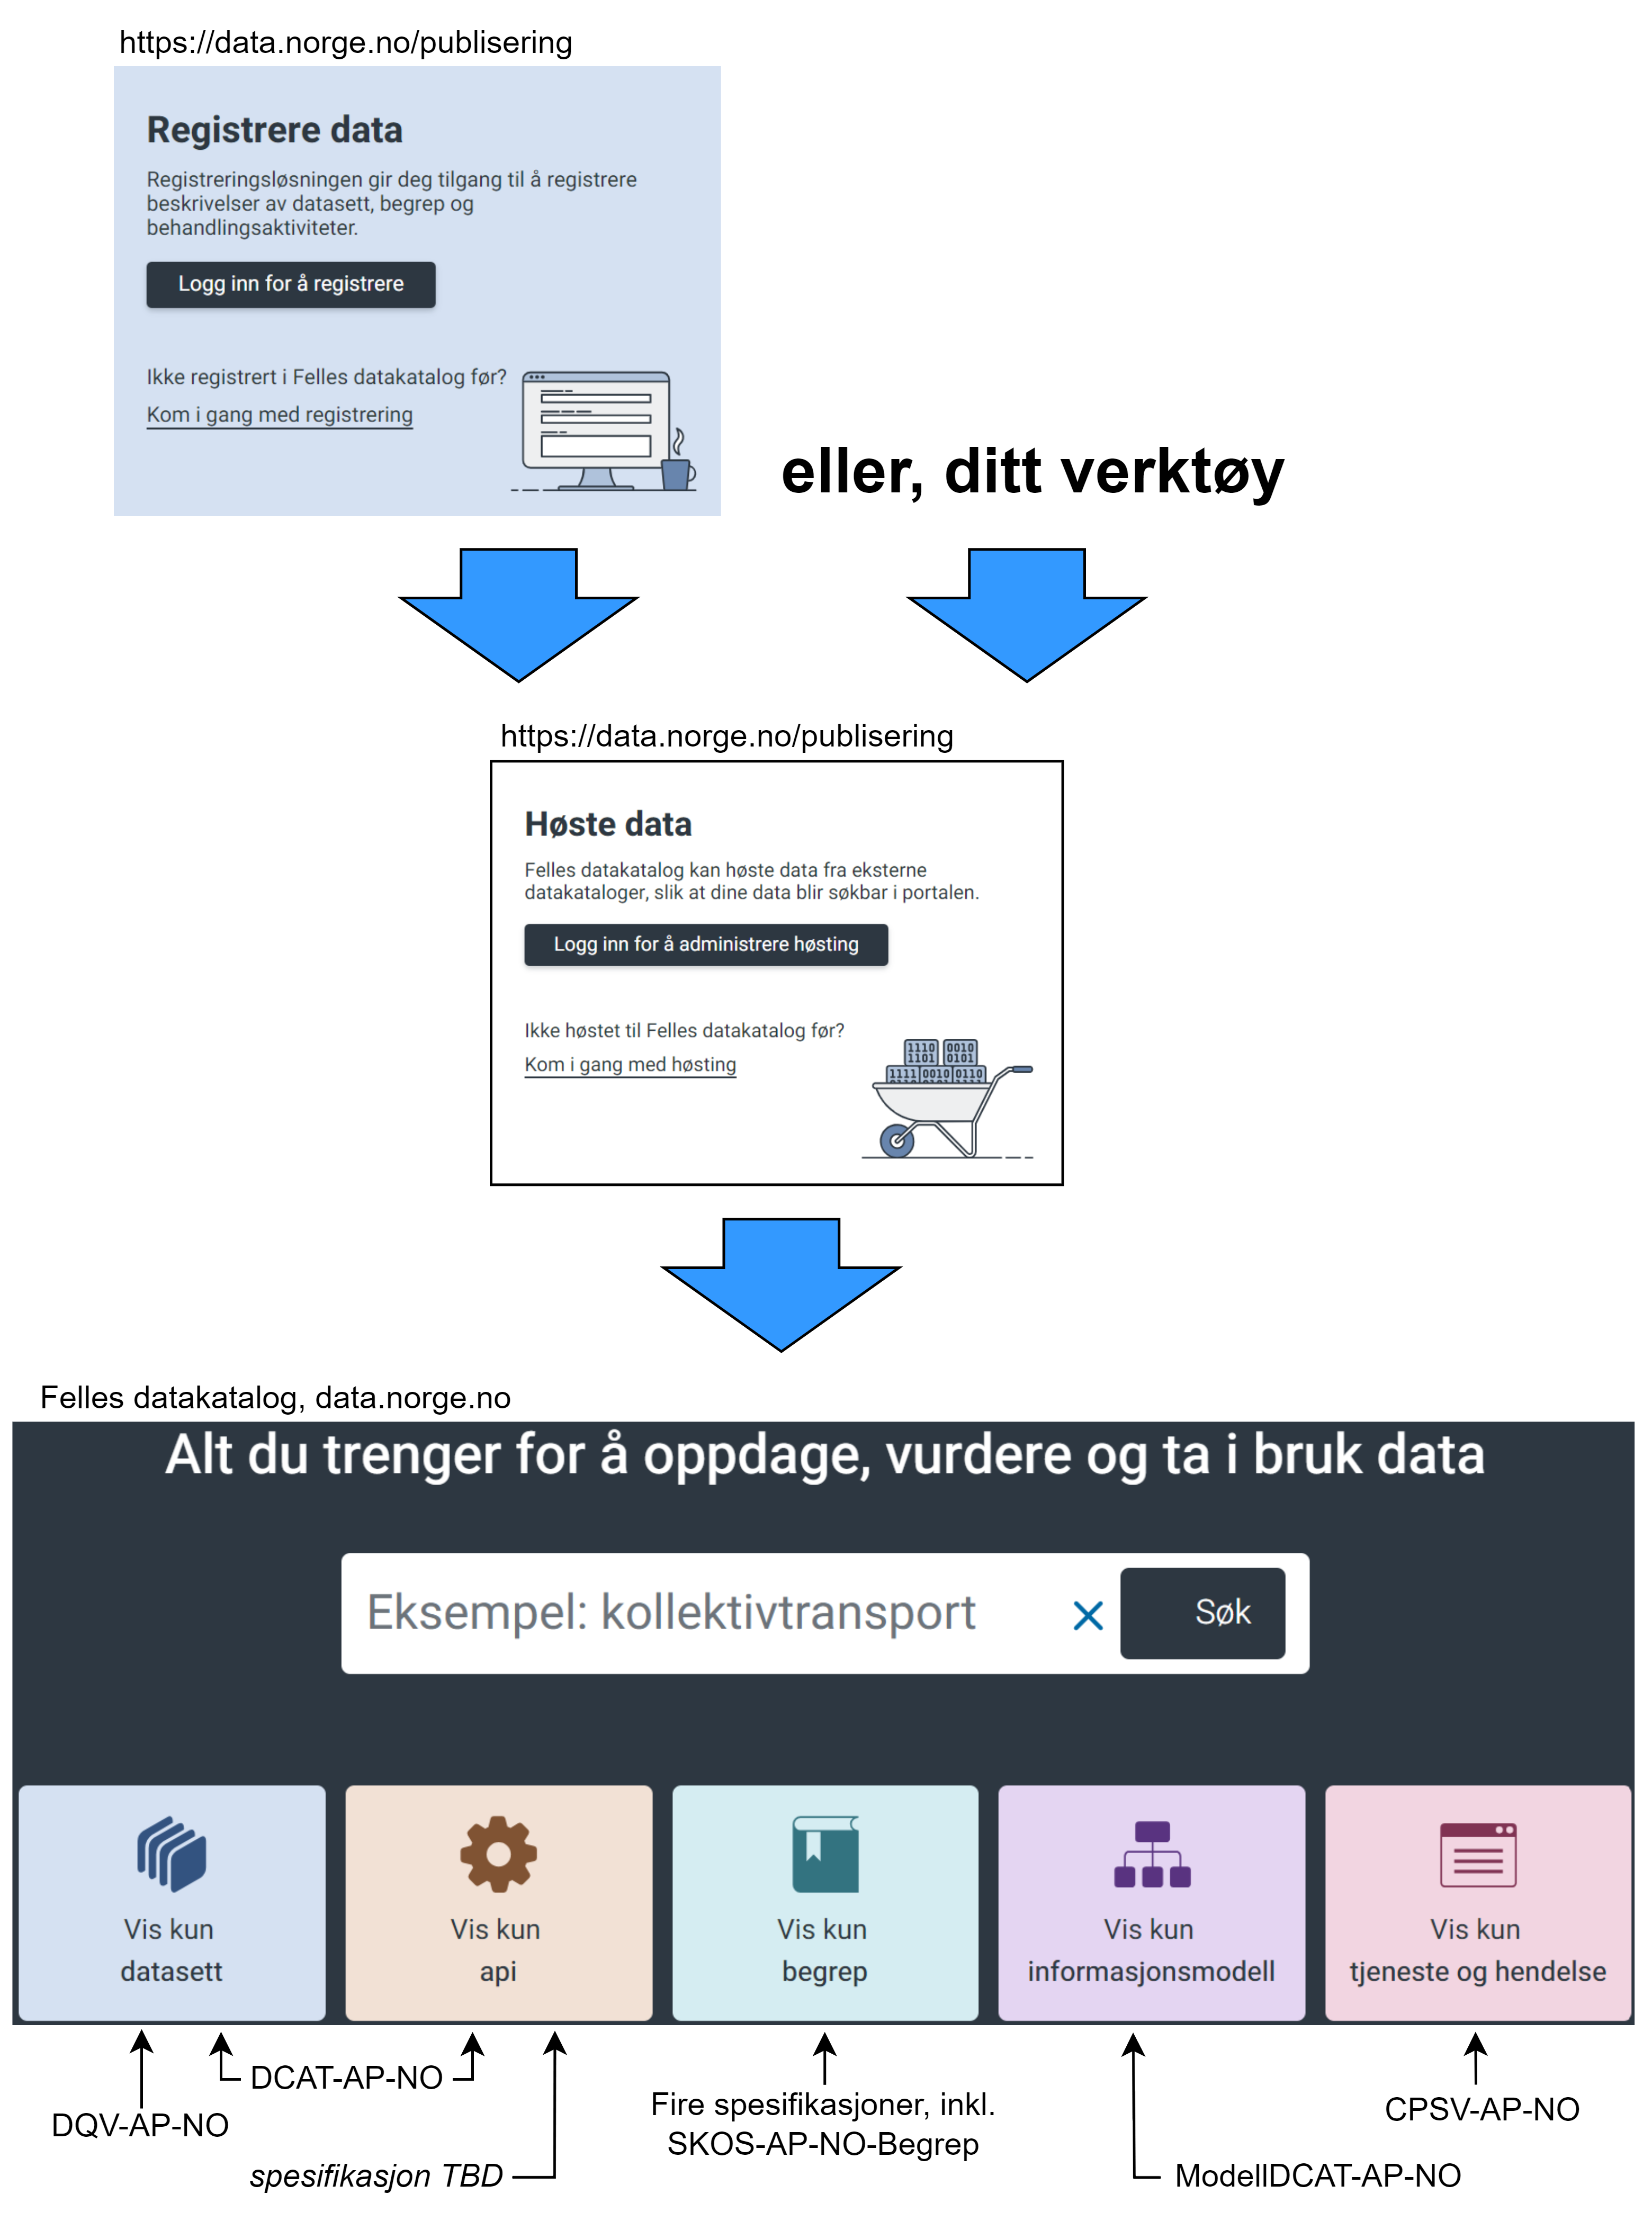 https://data.norge.no/publisering
Registrere data
Registreringsløsningen gir deg tilgang til å registrere
beskrivelser av datasett, begrep og
behandlingsaktiviteter.
Logg inn for å registrere
Ikke registrert i Felles datakatalog før?
Kom i gang med registrering
eller, ditt verktøy
https://data.norge.no/publisering
Høste data
Felles datakatalog kan høste data fra eksterne
datakataloger, slik at dine data blir søkbar i portalen.
Logg inn for å administrere høsting
Ikke høstet til Felles datakatalog før?
Kom i gang med høsting
1110 0010
1101 0101
1111 0010 0110
Felles datakatalog, data.norge.no
Alt du trenger for å oppdage, vurdere og ta i bruk data
Eksempel: kollektivtransport
Søk
Vis kun
datasett
Vis kun
api
Vis kun
begrep
Vis kun
informasjonsmodell
Vis kun
tjeneste og hendelse
DCAT-AP-NO
DQV-AP-NO
spesifikasjon TBD
Fire spesifikasjoner, inkl.
SKOS-AP-NO-Begrep
ModellDCAT-AP-NO
CPSV-AP-NO